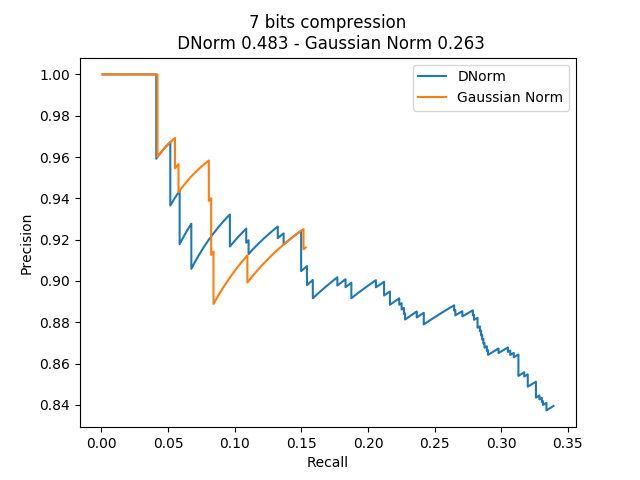 7 bits compression
DNorm 0.483 - Gaussian Norm 0.263
DNorm
Gaussian Norm
1.00
0.98
0.96
0.94
0.92
0.90
0.88
0.86
0.84
Precision
0.00 0.05 0.10 0.15 0.20 0.25 0.30 0.35
Recall